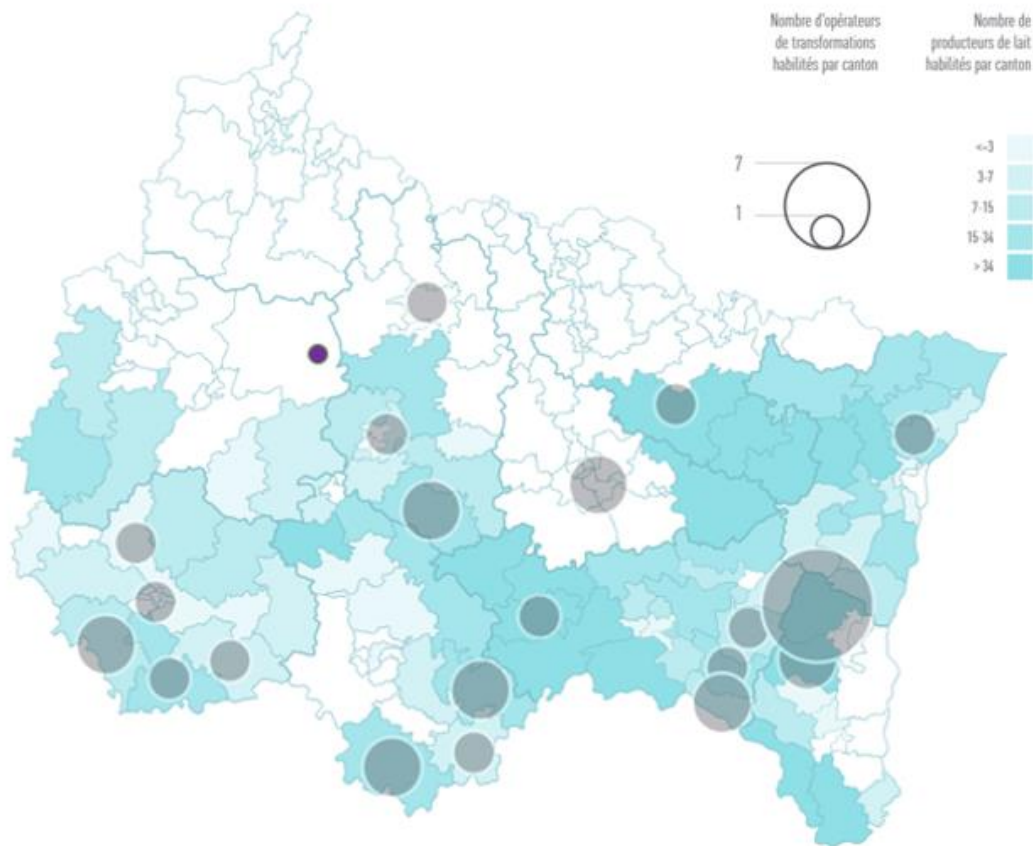 Nombre d'opérateurs
de transformations
habilités par canton
7
1
Nombre de
producteurs de lait
habilités par canton
<-3
3-7
7-15
15-34
> 34